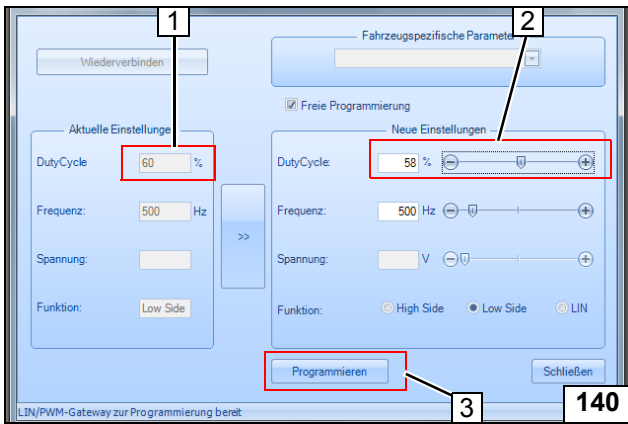 1
2
Fahrzeugspezifische Parameter
Wiederverbinden
Freie Programmierung
Aktuelle Einstellungen
DutyCycle
60 %
Frequenz:
500 Hz
Spannung:
Funktion:
Low Side
>>
Neue Einstellungen
DutyCycle:
58 %
Frequenz:
500 Hz
Spannung:
V
Funktion:
High Side
Low Side
LIN
Programmieren
Schließen
3
140
LIN/PWM-Gateway zur Programmierung bereit